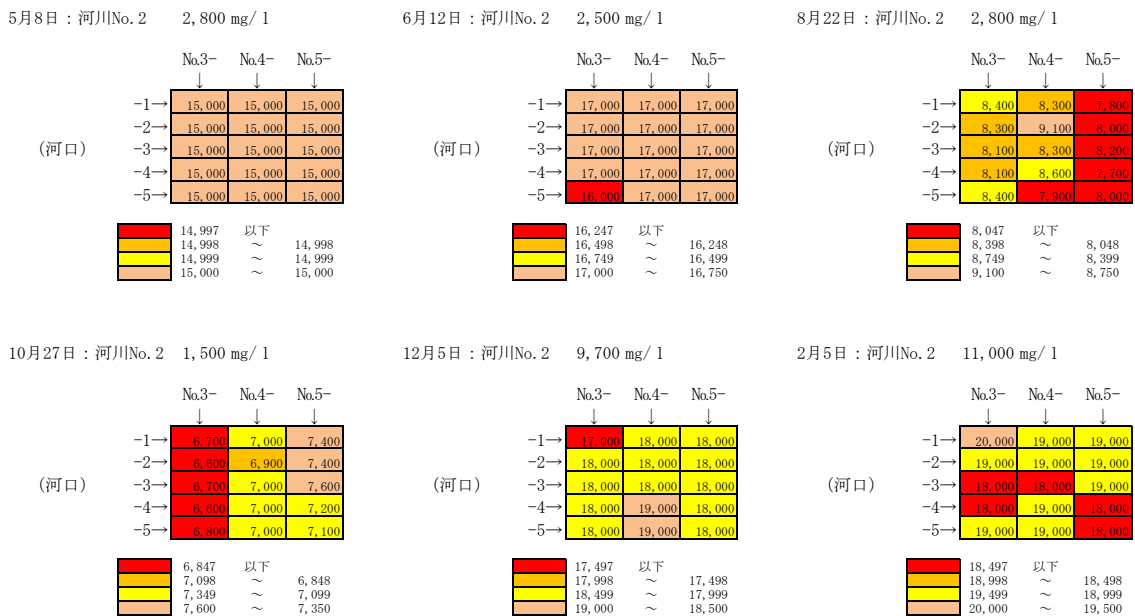 5月8日：河川No.2 2,800 mg/l
No.3- No.4- No.5-
↓ ↓ ↓
-1→ 15,000 15,000 15,000
-2→ 15,000 15,000 15,000
(河口) -3→ 15,000 15,000 15,000
-4→ 15,000 15,000 15,000
-5→ 15,000 15,000 15,000
14,997 以下
14,998 ～ 14,998
14,999 ～ 14,999
15,000 ～ 15,000
6月12日：河川No.2 2,500 mg/l
No.3- No.4- No.5-
↓ ↓ ↓
-1→ 17,000 17,000 17,000
-2→ 17,000 17,000 17,000
(河口) -3→ 17,000 17,000 17,000
-4→ 17,000 17,000 17,000
-5→ 16,000 17,000 17,000
16,247 以下
16,498 ～ 16,248
16,749 ～ 16,499
17,000 ～ 16,750
8月22日：河川No.2 2,800 mg/l
No.3- No.4- No.5-
↓ ↓ ↓
-1→ 8,400 8,300 7,800
-2→ 8,300 9,100 8,000
(河口) -3→ 8,100 8,300 8,200
-4→ 8,100 8,600 7,700
-5→ 8,400 7,900 8,000
8,047 以下
8,398 ～ 8,048
8,749 ～ 8,399
9,100 ～ 8,750
10月27日：河川No.2 1,500 mg/l
No.3- No.4- No.5-
↓ ↓ ↓
-1→ 6,700 7,000 7,400
-2→ 6,600 6,900 7,400
(河口) -3→ 6,700 7,000 7,600
-4→ 6,600 7,000 7,200
-5→ 6,800 7,000 7,100
6,847 以下
7,098 ～ 6,848
7,349 ～ 7,099
7,600 ～ 7,350
12月5日：河川No.2 9,700 mg/l
No.3- No.4- No.5-
↓ ↓ ↓
-1→ 17,000 18,000 18,000
-2→ 18,000 18,000 18,000
(河口) -3→ 18,000 18,000 18,000
-4→ 18,000 19,000 18,000
-5→ 18,000 19,000 18,000
17,497 以下
17,998 ～ 17,498
18,499 ～ 17,999
19,000 ～ 18,500
2月5日：河川No.2 11,000 mg/l
No.3- No.4- No.5-
↓ ↓ ↓
-1→ 20,000 19,000 19,000
-2→ 19,000 19,000 19,000
(河口) -3→ 18,000 18,000 19,000
-4→ 18,000 19,000 18,000
-5→ 19,000 19,000 18,000
18,497 以下
18,998 ～ 18,498
19,499 ～ 18,999
20,000 ～ 19,500